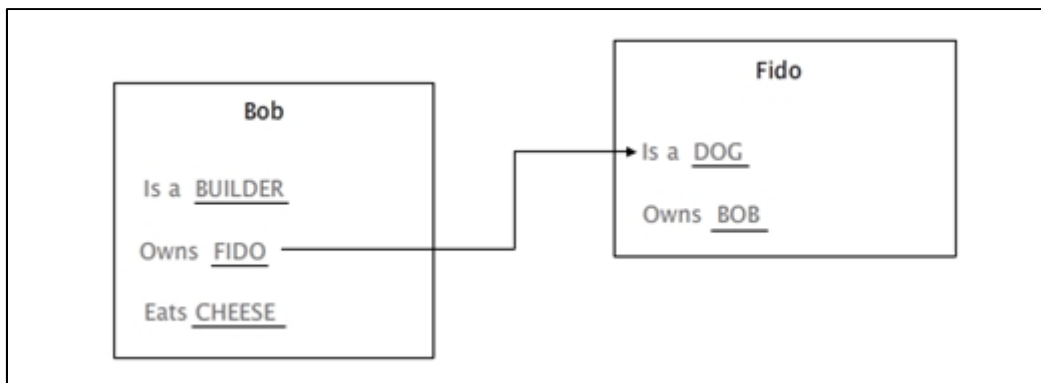 Bob
Is a BUILDER
Owns FIDO
Eats CHEESE
Fido
Is a DOG
Owns BOB